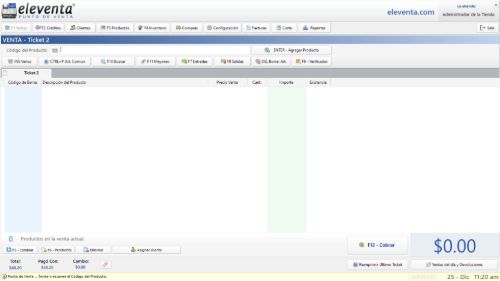 eleventa
PUNTO DE VENTA
eleventa.com
Le atiende:
administrador de la Tienda
F1 Ventas F2 Créditos Clientes F3 Productos F4 Inventario Compras Configuración Facturas Corte Reportes Salir
VENTA - Ticket 2
Código del Producto: ENTER - Agregar Producto
INS Varios CTRL+P Art. Común F10 Buscar F11 Mayoreo F7 Entradas F8 Salidas DEL Borrar Art. F9 - Verificador
Ticket 2
Código de Barras Descripción del Producto Precio Venta Cant. Importe Existencia
0 Productos en la venta actual.
F5 - Cambiar F6 - Pendiente Eliminar Asignar cliente
F12 - Cobrar
$0.00
Total: Pagó Con: Cambio:
$0.00
Reimprimir Último Ticket Ventas del día y Devoluciones
Punto de Venta ... Teclee o escanee el Código del Producto.
25 - Dic 11:20 am